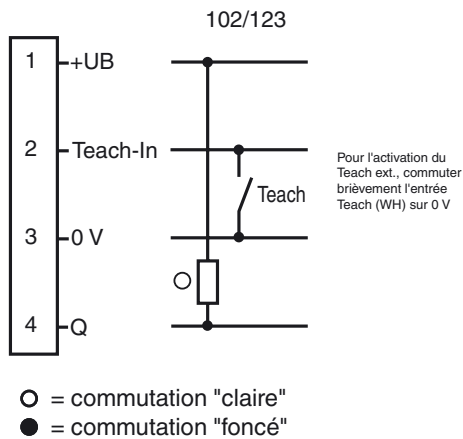 102/123
1 +UB
2 Teach-In
Teach
Pour l'activation du
Teach ext., commuter
brièvement l'entrée
Teach (WH) sur 0 V
3 0 V
4 Q
= commutation "claire"
= commutation "foncé"